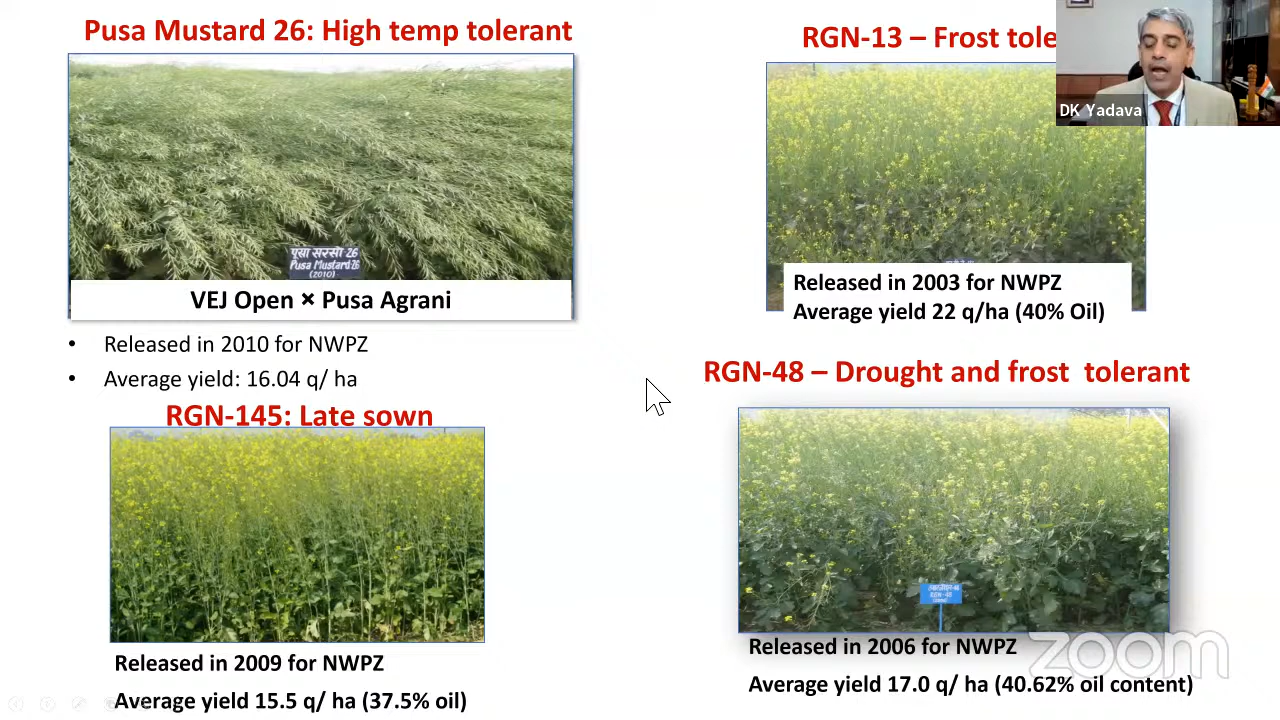 Pusa Mustard 26: High temp tolerant
पूसा सरसों 26
Pusa Mustard 26
(2010)
VEJ Open × Pusa Agrani
• Released in 2010 for NWPZ
• Average yield: 16.04 q/ ha
RGN-145: Late sown
Released in 2009 for NWPZ
Average yield 15.5 q/ ha (37.5% oil)
RGN-13 – Frost tole
DK Yadava
Released in 2003 for NWPZ
Average yield 22 q/ha (40% Oil)
RGN-48 – Drought and frost tolerant
RGN-48
Released in 2006 for NWPZ
Average yield 17.0 q/ ha (40.62% oil content)
zoom